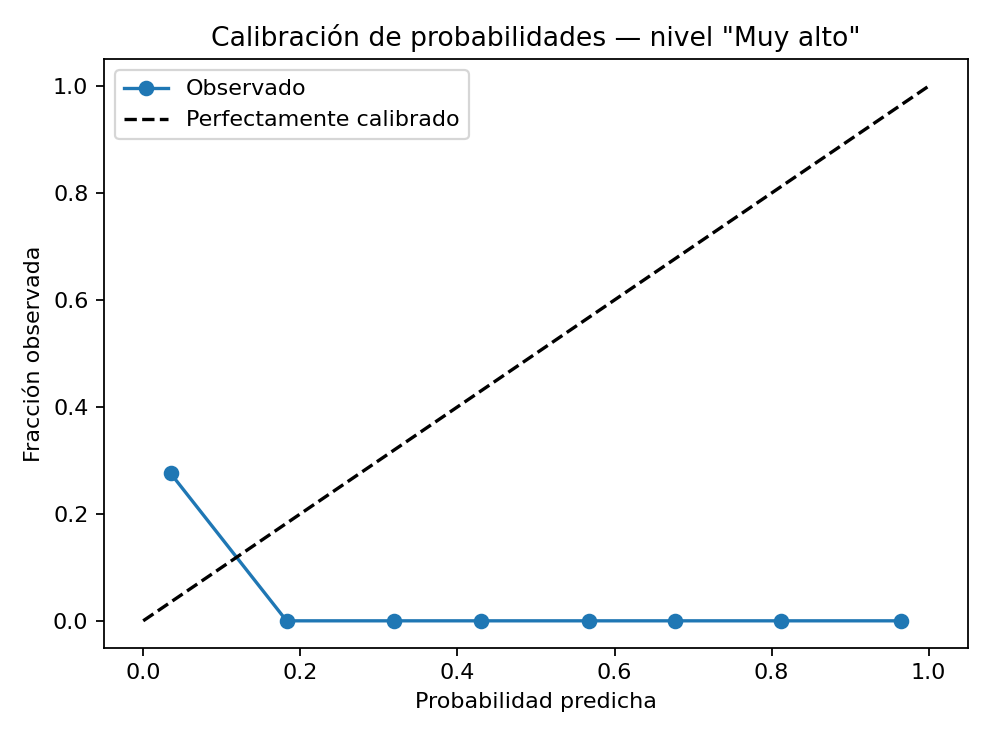 Calibración de probabilidades — nivel "Muy alto"
Observado
Perfectamente calibrado
Fracción observada
1.0
0.8
0.6
0.4
0.2
0.0
0.0 0.2 0.4 0.6 0.8 1.0
Probabilidad predicha